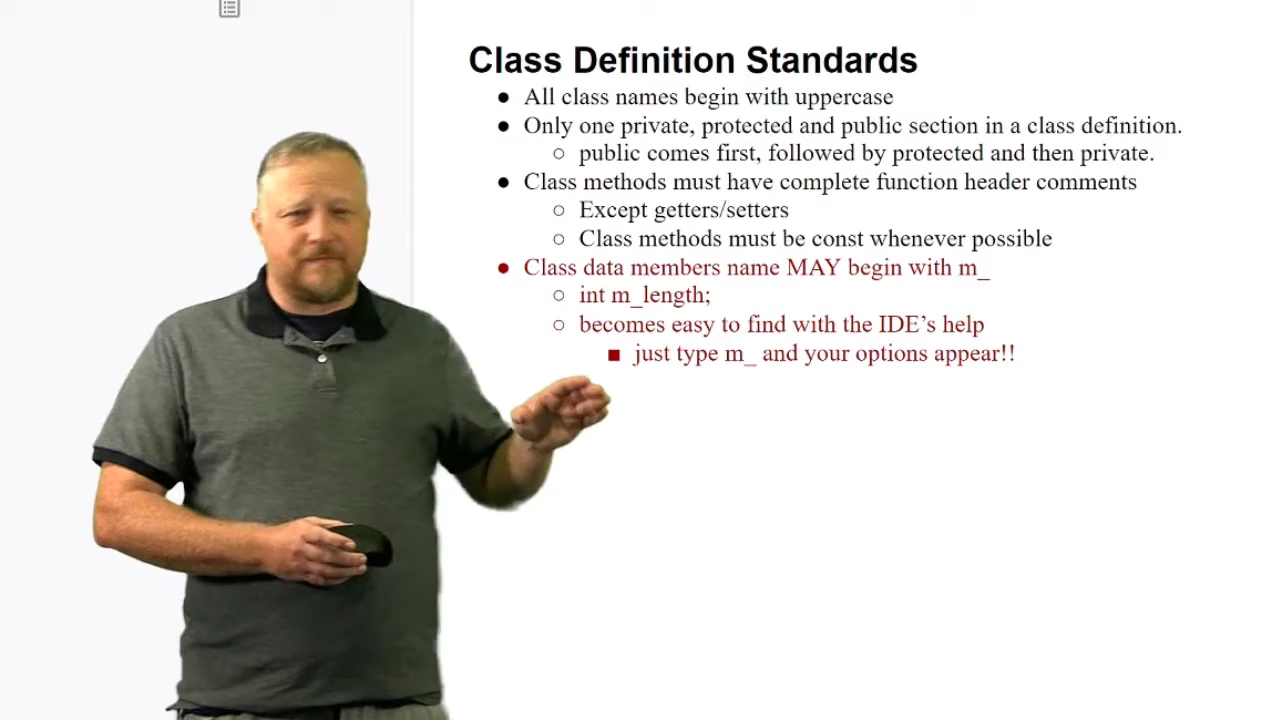 Class Definition Standards
● All class names begin with uppercase
● Only one private, protected and public section in a class definition.
○ public comes first, followed by protected and then private.
● Class methods must have complete function header comments
○ Except getters/setters
○ Class methods must be const whenever possible
● Class data members name MAY begin with m_
○ int m_length;
○ becomes easy to find with the IDE’s help
■ just type m_ and your options appear!!